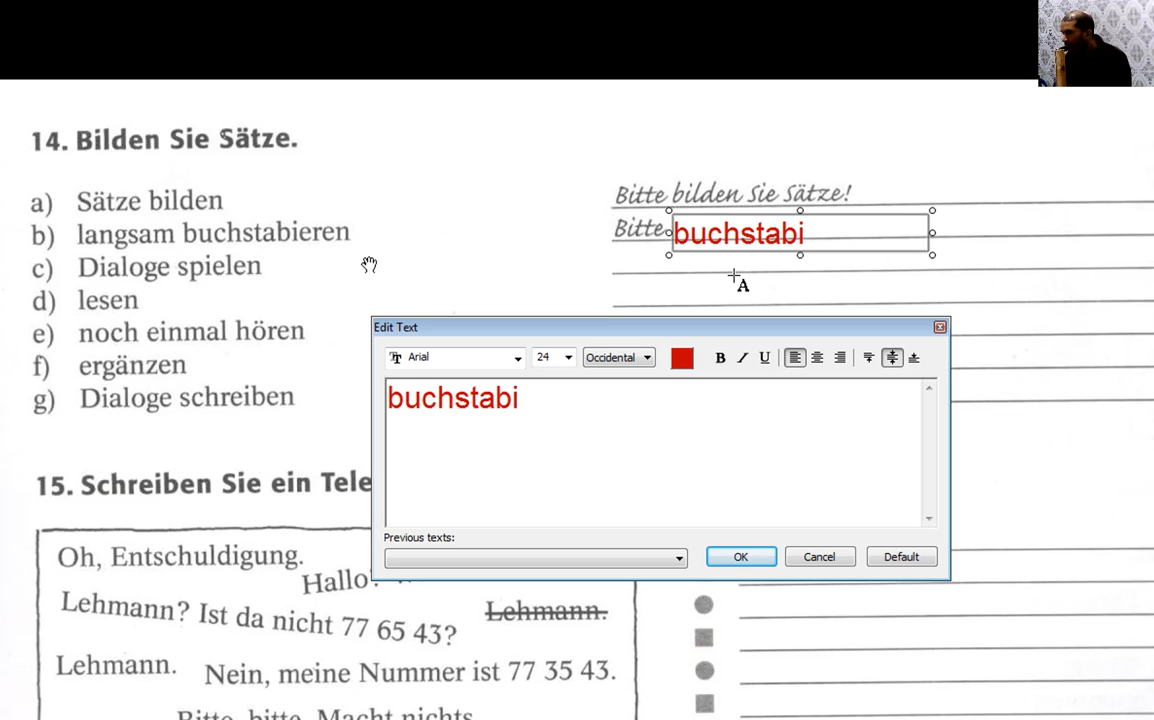 14. Bilden Sie Sätze.
a) Sätze bilden
Bitte bilden Sie Sätze!
b) langsam buchstabieren
Bitte buchstabi
c) Dialoge spielen
d) lesen
e) noch einmal hören
f) ergänzen
g) Dialoge schreiben
Edit Text
Arial 24 Occidental B I U
buchstabi
Previous texts:
OK Cancel Default
15. Schreiben Sie ein Tele
Oh, Entschuldigung.
Hallo?
Lehmann? Ist da nicht 77 65 43?
Lehmann.
Lehmann. Nein, meine Nummer ist 77 35 43.
Bitte, bitte. Macht nichts.
A